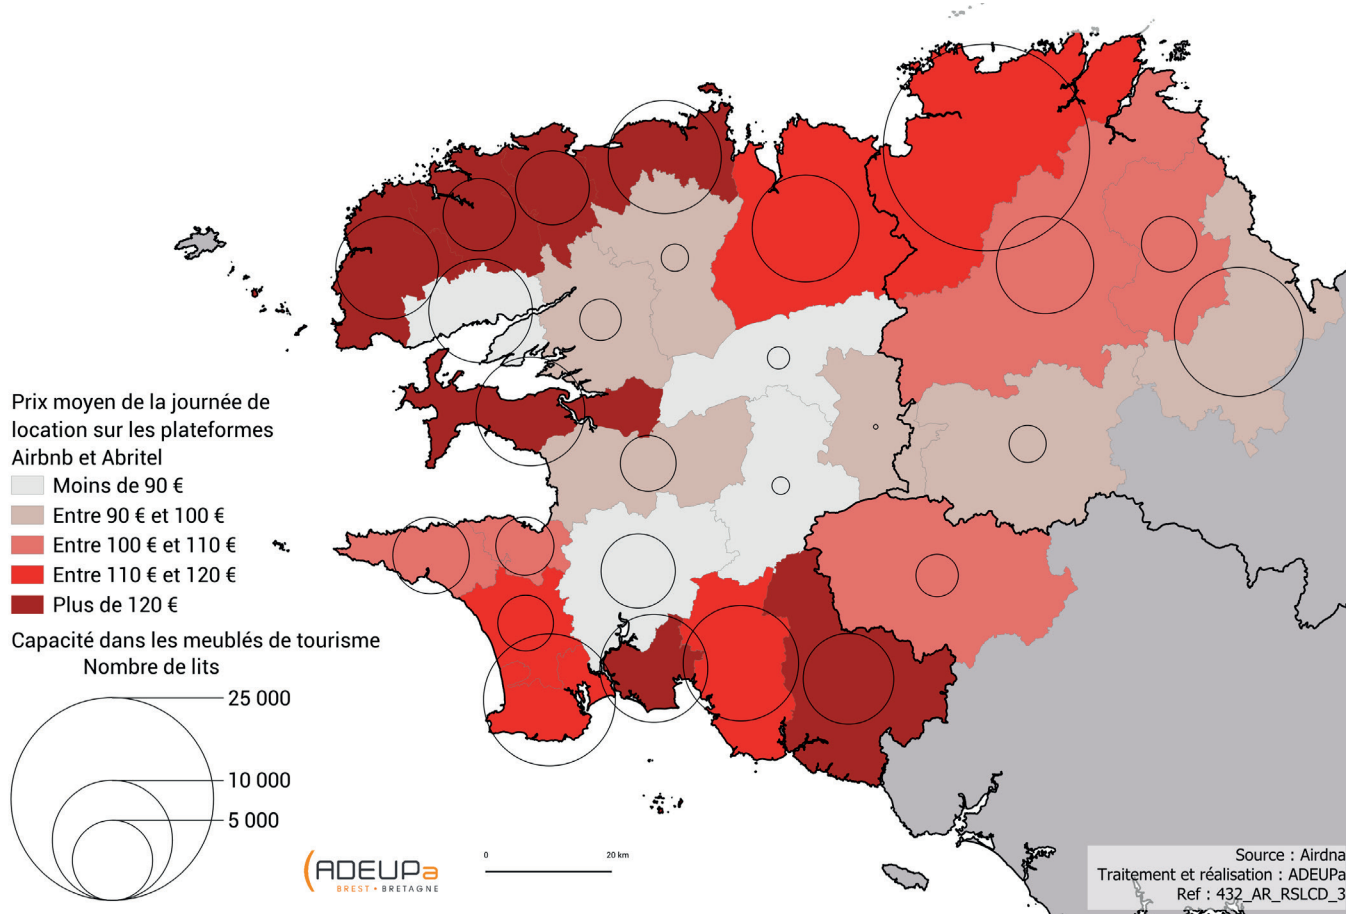 Prix moyen de la journée de
location sur les plateformes
Airbnb et Abritel
Moins de 90 €
Entre 90 € et 100 €
Entre 100 € et 110 €
Entre 110 € et 120 €
Plus de 120 €
Capacité dans les meublés de tourisme
Nombre de lits
25 000
10 000
5 000
ADEUPa
BREST • BRETAGNE
0 20 km
Source : Airdna
Traitement et réalisation : ADEUPa
Ref : 432_AR_RSLCD_3